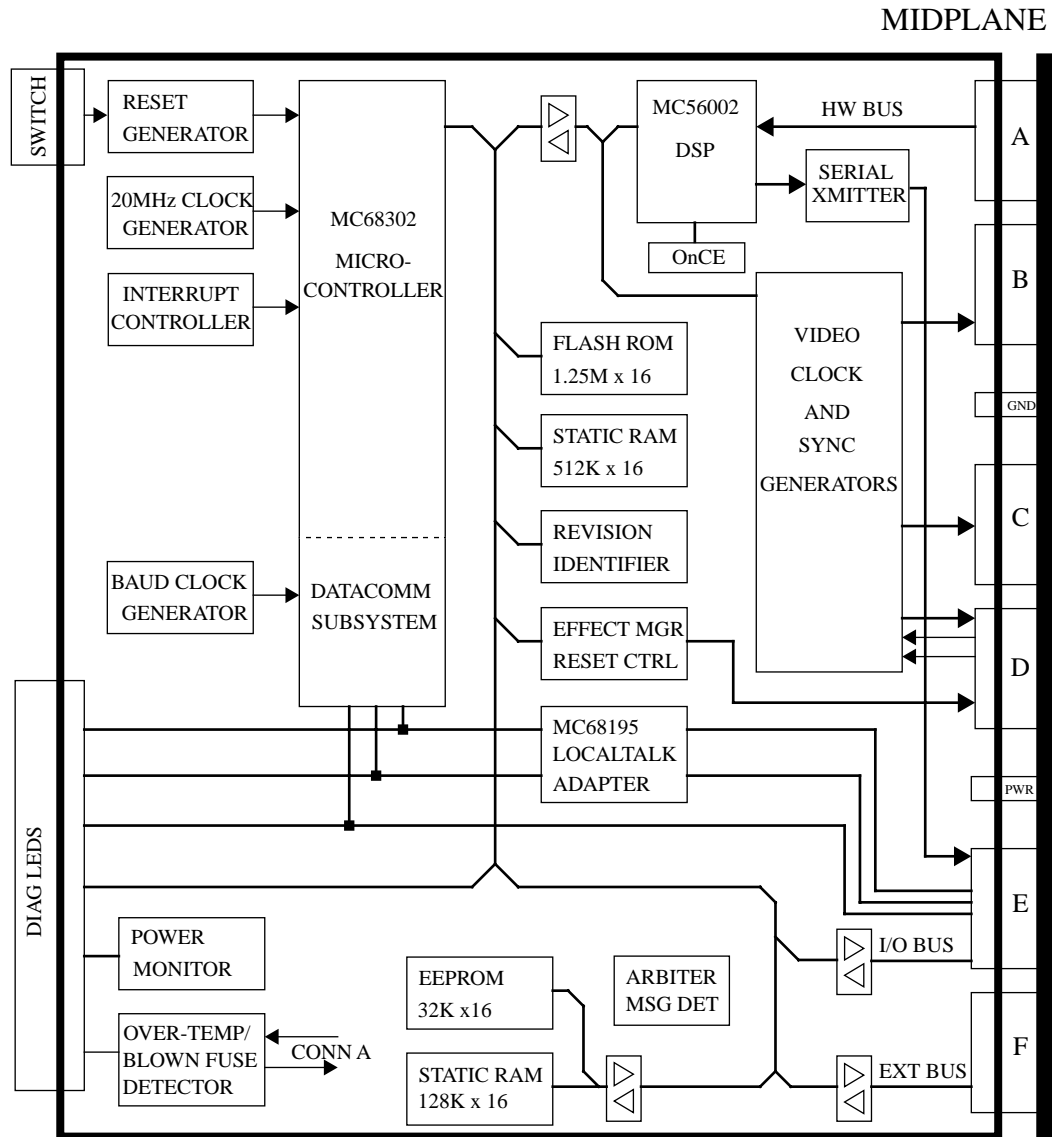 MIDPLANE
SWITCH
RESET
GENERATOR
20MHz CLOCK
GENERATOR
INTERRUPT
CONTROLLER
BAUD CLOCK
GENERATOR
MC68302
MICRO-
CONTROLLER
DATACOMM
SUBSYSTEM
MC56002
DSP
HW BUS
SERIAL
XMITTER
OnCE
FLASH ROM
1.25M x 16
STATIC RAM
512K x 16
REVISION
IDENTIFIER
EFFECT MGR
RESET CTRL
MC68195
LOCALTALK
ADAPTER
VIDEO
CLOCK
AND
SYNC
GENERATORS
A
B
GND
C
D
PWR
E
F
DIAG LEDS
POWER
MONITOR
OVER-TEMP/
BLOWN FUSE
DETECTOR
CONN A
EEPROM
32K x16
STATIC RAM
128K x 16
ARBITER
MSG DET
I/O BUS
EXT BUS